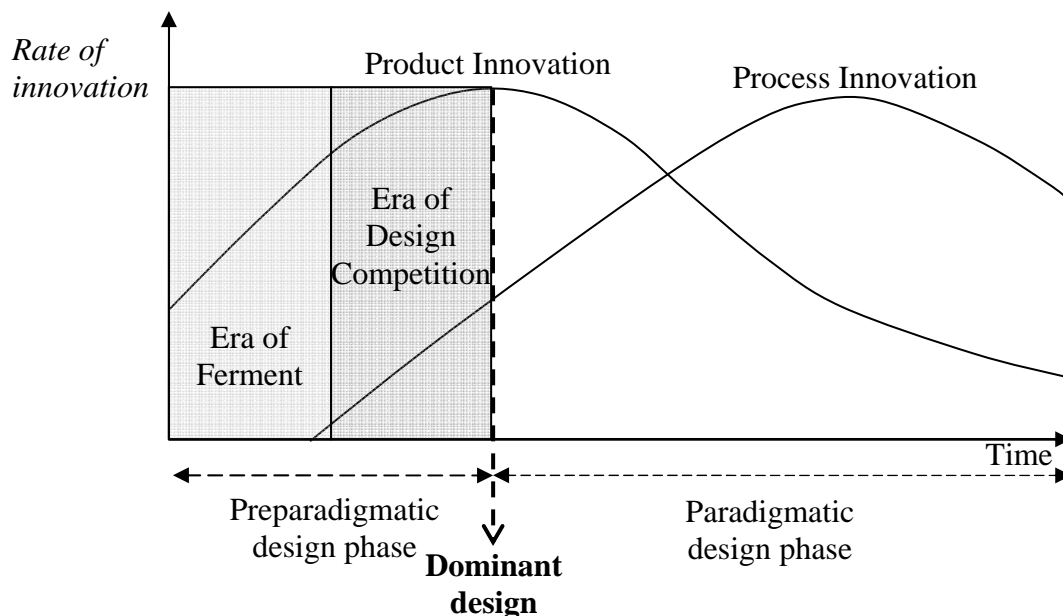 Rate of
innovation
Product Innovation
Process Innovation
Era of
Design
Competition
Era of
Ferment
Time
Preparadigmatic
design phase
Paradigmatic
design phase
Dominant
design